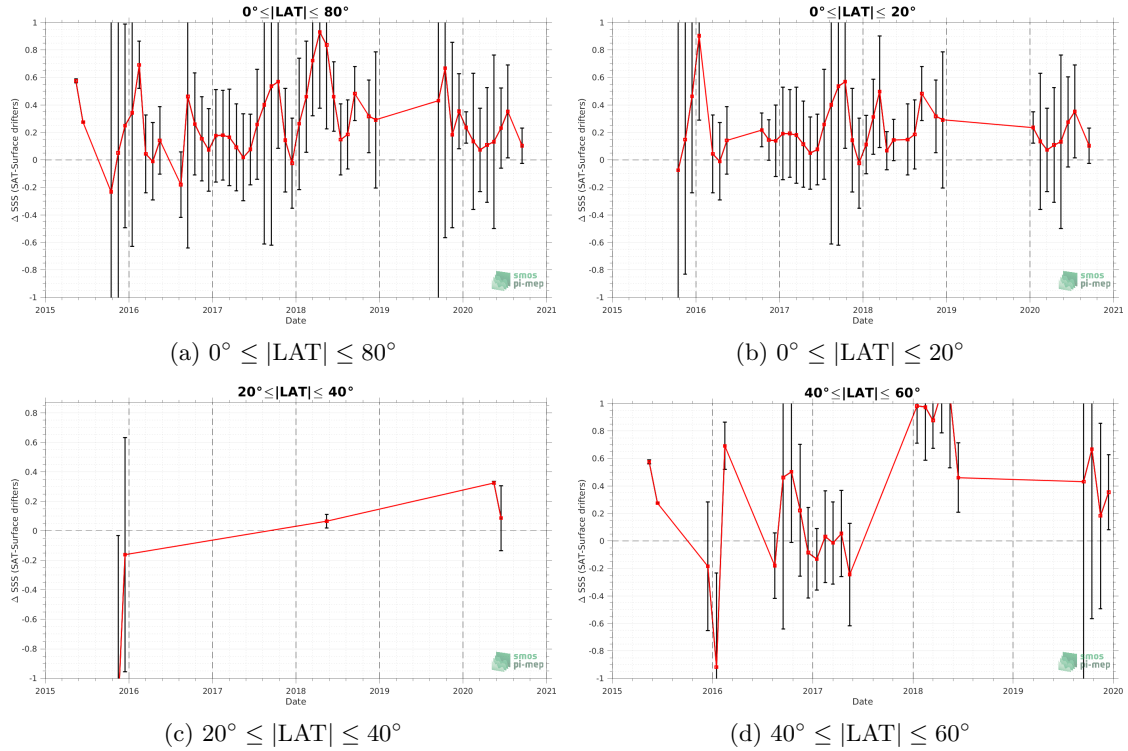 0°≤|LAT|≤ 80°
Δ SSS (SAT-Surface drifters)
1
0.8
0.6
0.4
0.2
0
-0.2
-0.4
-0.6
-0.8
-1
smos
pi-mep
2015 2016 2017 2018 2019 2020 2021
Date
(a) 0° ≤ |LAT| ≤ 80°
0°≤|LAT|≤ 20°
Δ SSS (SAT-Surface drifters)
1
0.8
0.6
0.4
0.2
0
-0.2
-0.4
-0.6
-0.8
-1
smos
pi-mep
2015 2016 2017 2018 2019 2020 2021
Date
(b) 0° ≤ |LAT| ≤ 20°
20°≤|LAT|≤ 40°
Δ SSS (SAT-Surface drifters)
0.8
0.6
0.4
0.2
0
-0.2
-0.4
-0.6
-0.8
-1
smos
pi-mep
2015 2016 2017 2018 2019 2020 2021
Date
(c) 20° ≤ |LAT| ≤ 40°
40°≤|LAT|≤ 60°
Δ SSS (SAT-Surface drifters)
1
0.8
0.6
0.4
0.2
0
-0.2
-0.4
-0.6
-0.8
-1
smos
pi-mep
2015 2016 2017 2018 2019 2020
Date
(d) 40° ≤ |LAT| ≤ 60°